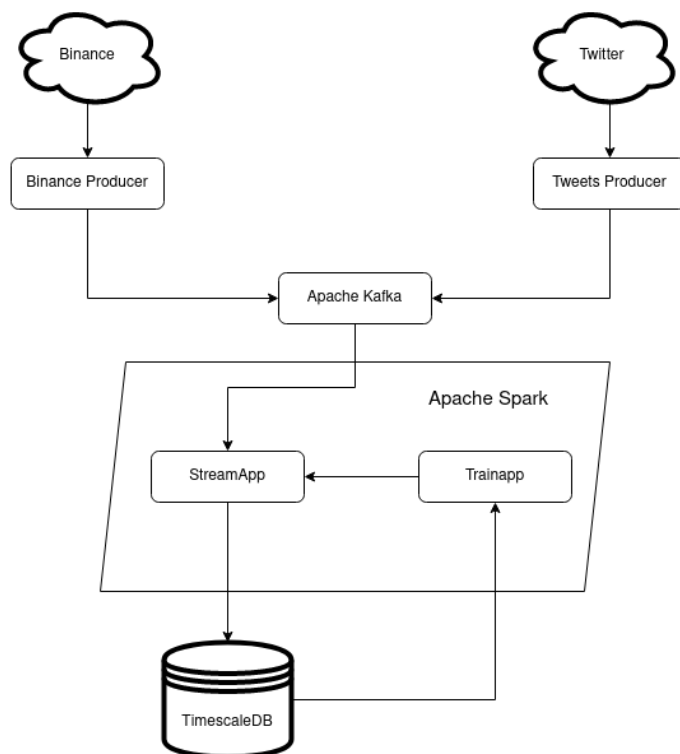 Binance
Twitter
Binance Producer
Tweets Producer
Apache Kafka
Apache Spark
StreamApp
Trainapp
TimescaleDB